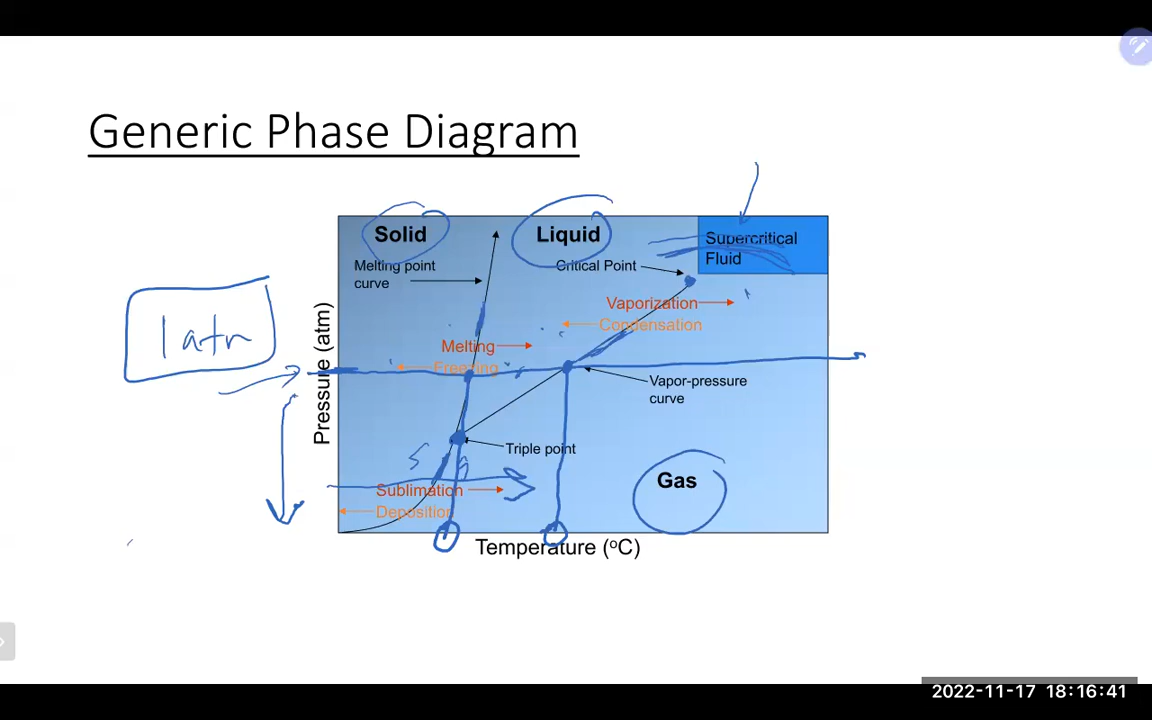 Generic Phase Diagram
Solid
Liquid
Supercritical
Fluid
Melting point
curve
Critical Point
Vaporization
Condensation
1 atm
Melting
Freezing
Vapor-pressure
curve
Pressure (atm)
Triple point
S g
Gas
Sublimation
Deposition
Temperature (°C)
2022-11-17 18:16:41